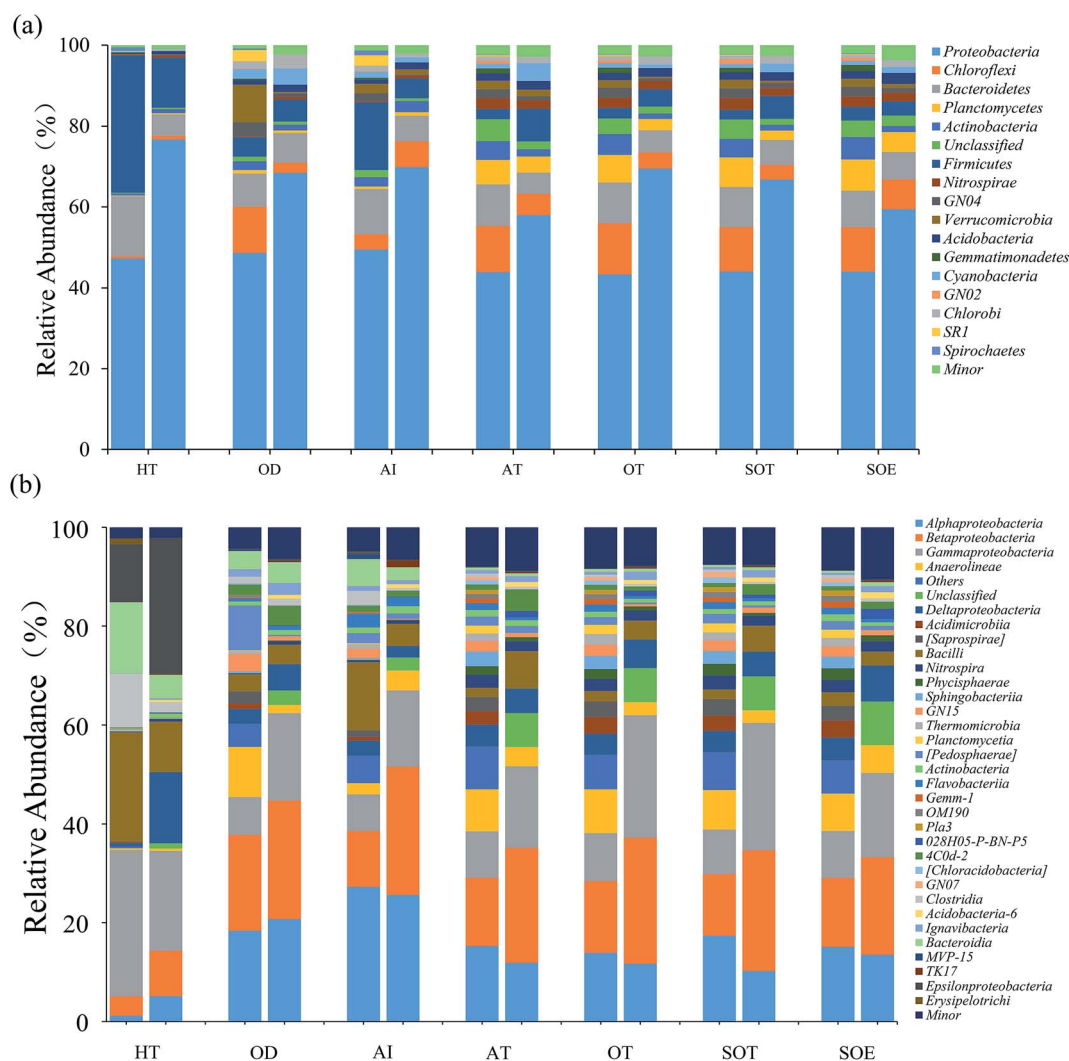 (a)
100
80
60
40
20
0
Relative Abundance (%)
HT OD AI AT OT SOT SOE
Proteobacteria
Chloroflexi
Bacteroidetes
Planctomycetes
Actinobacteria
Unclassified
Firmicutes
Nitrospirae
GN04
Verrucomicrobia
Acidobacteria
Gemmatimonadetes
Cyanobacteria
GN02
Chlorobi
SR1
Spirochaetes
Minor
(b)
100
80
60
40
20
0
Relative Abundance (%)
HT OD AI AT OT SOT SOE
Alphaproteobacteria
Betaproteobacteria
Gammaproteobacteria
Anaerolineae
Others
Unclassified
Deltaproteobacteria
Acidimicrobiia
[Saprospirae]
Bacilli
Nitrospira
Phycisphaerae
Sphingobacteriia
GN15
Thermomicrobia
Planctomycetia
[Pedosphaerae]
Actinobacteria
Flavobacteriia
Gemm-1
OM190
Pla3
028H05-P-BN-P5
4C0d-2
[Chloracidobacteria]
GN07
Clostridia
Acidobacteria-6
Ignavibacteria
Bacteroidia
MVP-15
TK17
Epsilonproteobacteria
Erysipelotrichi
Minor